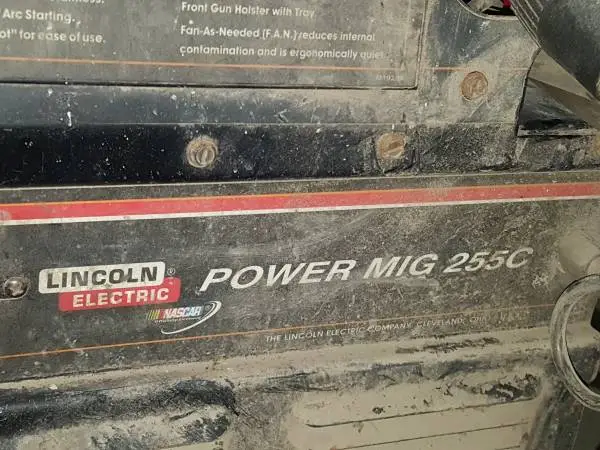 Arc Starting.
Front Gun Holster with Tray
ot" for ease of use.
Fan-As-Needed (F.A.N.) reduces internal
contamination and is ergonomically quiet
LINCOLN®
ELECTRIC
POWER MIG 255C
NASCAR
THE LINCOLN ELECTRIC COMPANY, CLEVELAND,